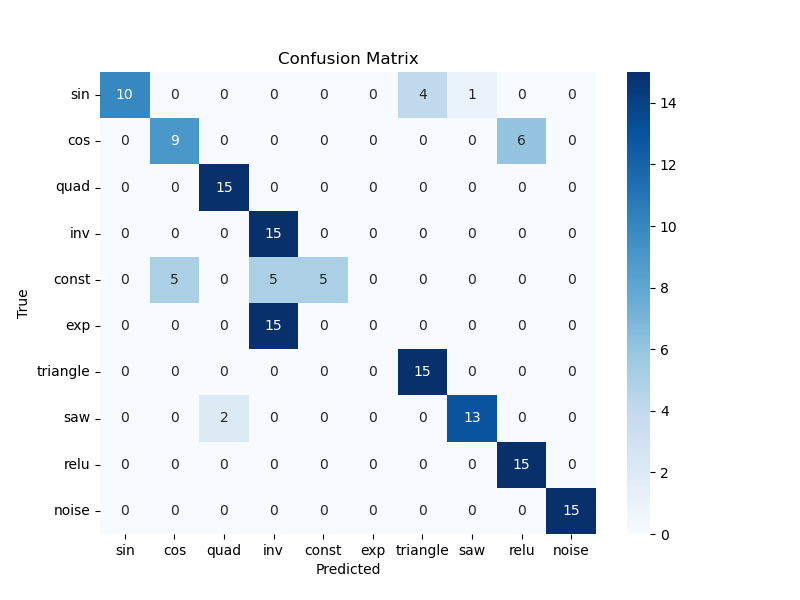 Confusion Matrix
sin 10 0 0 0 0 0 4 1 0 0
cos 0 9 0 0 0 0 0 0 6 0
quad 0 0 15 0 0 0 0 0 0 0
inv 0 0 0 15 0 0 0 0 0 0
const 0 5 0 5 5 0 0 0 0 0
exp 0 0 0 15 0 0 0 0 0 0
triangle 0 0 0 0 0 0 15 0 0 0
saw 0 0 2 0 0 0 0 13 0 0
relu 0 0 0 0 0 0 0 0 15 0
noise 0 0 0 0 0 0 0 0 0 15
sin cos quad inv const exp triangle saw relu noise
Predicted
True
14
12
10
8
6
4
2
0